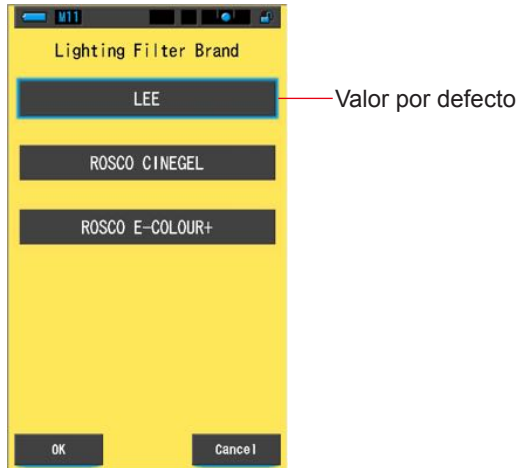 M11
Lighting Filter Brand
LEE
Valor por defecto
ROSCO CINEGEL
ROSCO E-COLOUR+
OK
Cancel